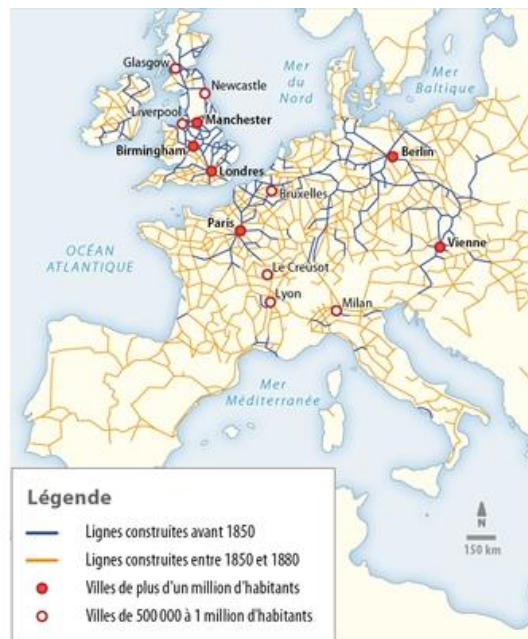 Glasgow
Newcastle
Mer
du
Nord
Mer
Baltique
Liverpool
Manchester
Birmingham
Londres
Berlin
Bruxelles
Paris
Vienne
OCÉAN
ATLANTIQUE
Le Creusot
Lyon
Milan
Mer
Méditerranée
Légende
Lignes construites avant 1850
Lignes construites entre 1850 et 1880
Villes de plus d'un million d'habitants
Villes de 500 000 à 1 million d'habitants
N
150 km